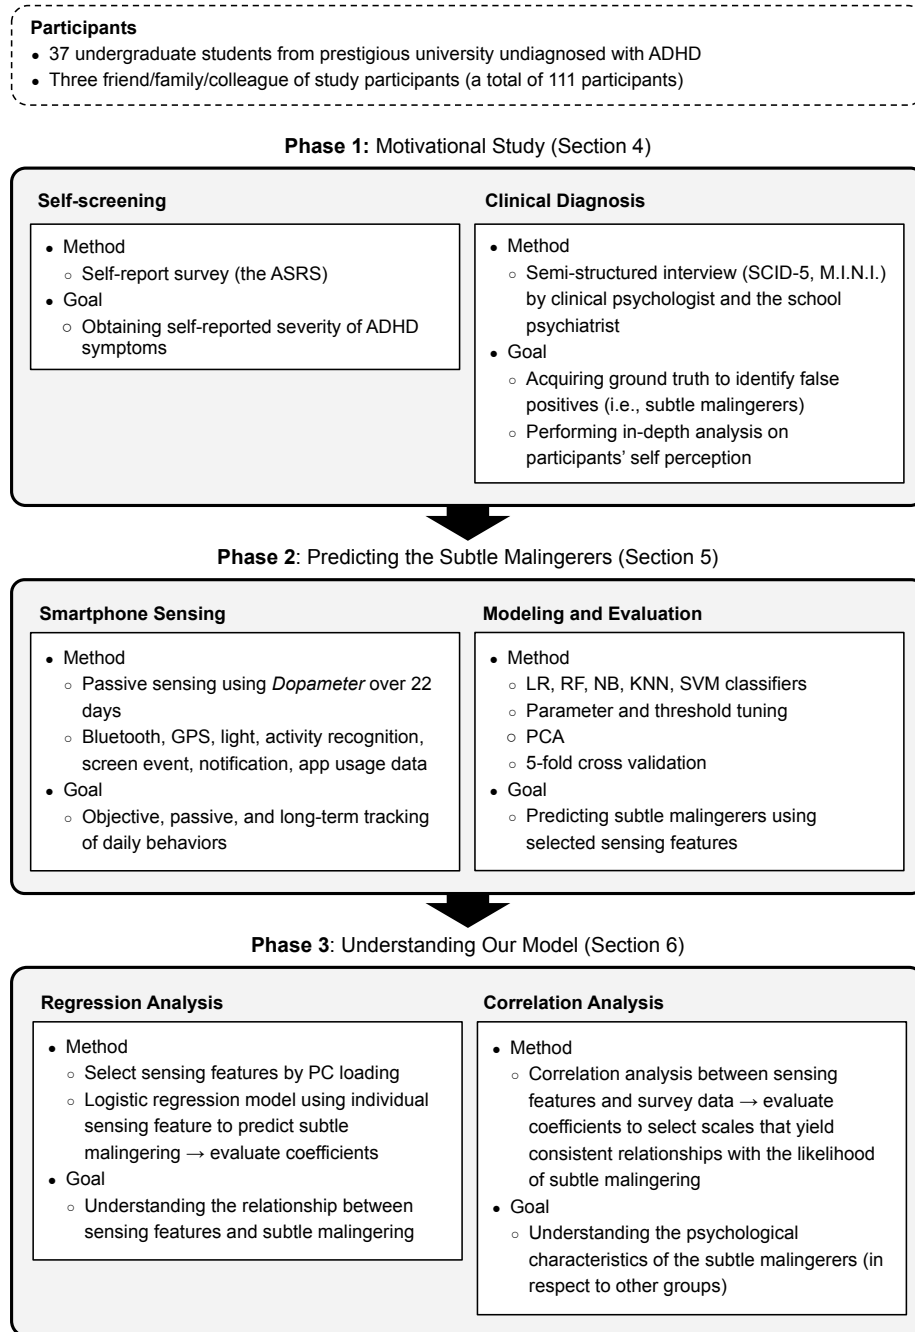 Participants
• 37 undergraduate students from prestigious university undiagnosed with ADHD
• Three friend/family/colleague of study participants (a total of 111 participants)
Phase 1: Motivational Study (Section 4)
Self-screening
• Method
○ Self-report survey (the ASRS)
• Goal
○ Obtaining self-reported severity of ADHD
symptoms
Clinical Diagnosis
• Method
○ Semi-structured interview (SCID-5, M.I.N.I.)
by clinical psychologist and the school
psychiatrist
• Goal
○ Acquiring ground truth to identify false
positives (i.e., subtle malingerers)
○ Performing in-depth analysis on
participants' self perception
Phase 2: Predicting the Subtle Malingerers (Section 5)
Smartphone Sensing
• Method
○ Passive sensing using Dopameter over 22
days
○ Bluetooth, GPS, light, activity recognition,
screen event, notification, app usage data
• Goal
○ Objective, passive, and long-term tracking
of daily behaviors
Modeling and Evaluation
• Method
○ LR, RF, NB, KNN, SVM classifiers
○ Parameter and threshold tuning
○ PCA
○ 5-fold cross validation
• Goal
○ Predicting subtle malingerers using
selected sensing features
Phase 3: Understanding Our Model (Section 6)
Regression Analysis
• Method
○ Select sensing features by PC loading
○ Logistic regression model using individual
sensing feature to predict subtle
malingering → evaluate coefficients
• Goal
○ Understanding the relationship between
sensing features and subtle malingering
Correlation Analysis
• Method
○ Correlation analysis between sensing
features and survey data → evaluate
coefficients to select scales that yield
consistent relationships with the likelihood
of subtle malingering
• Goal
○ Understanding the psychological
characteristics of the subtle malingerers (in
respect to other groups)